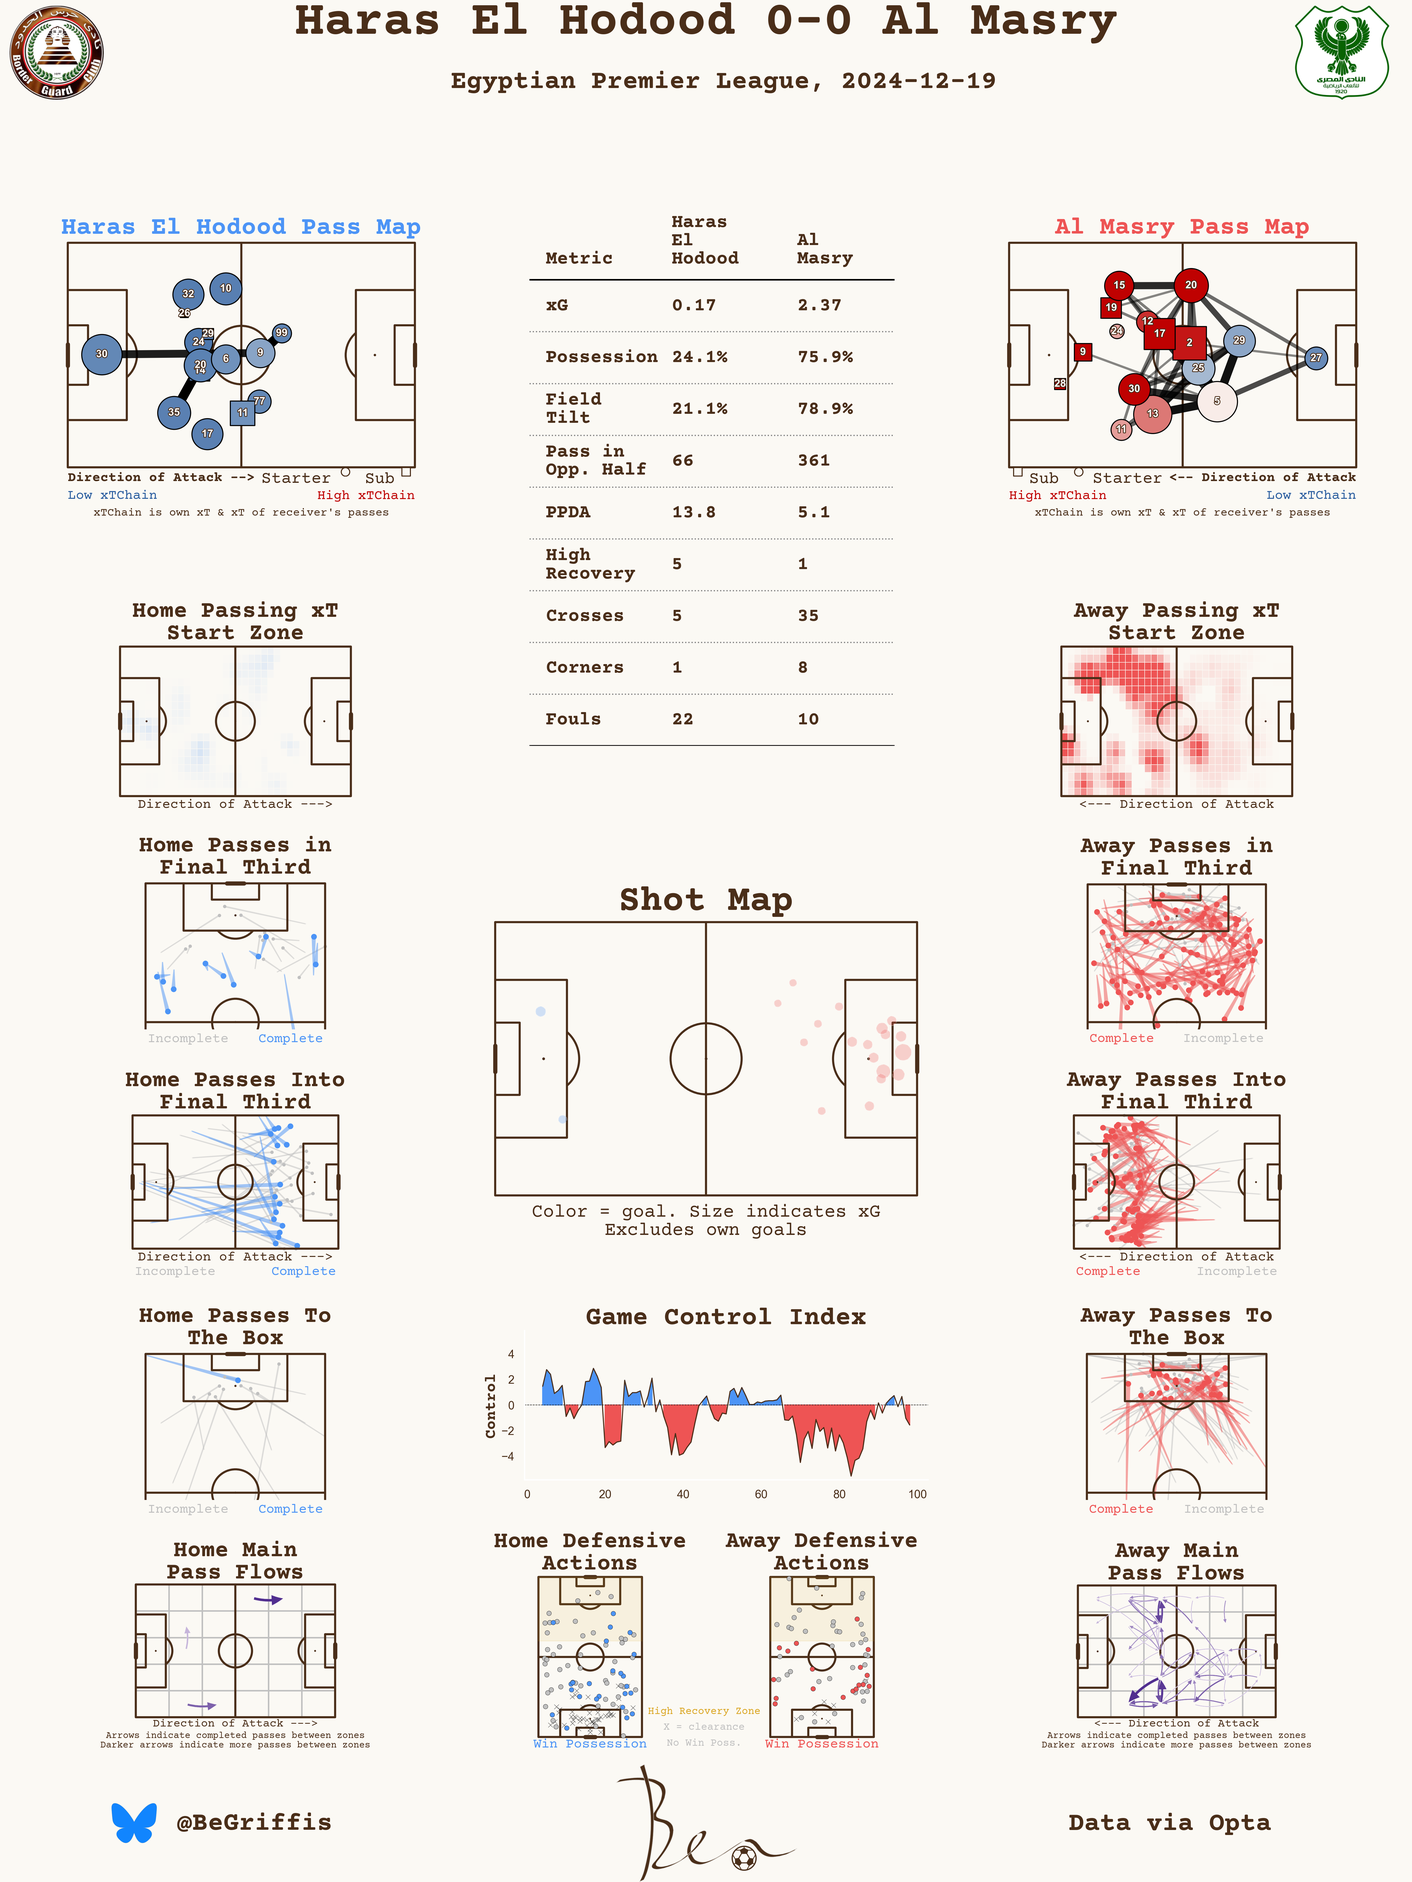 Haras El Hodood 0-0 Al Masry
Egyptian Premier League, 2024-12-19
نادي حرس الحدود
Border Guard Club
النادي المصري
للألعاب الرياضية
1920
Haras El Hodood Pass Map
32
10
26
29
24
99
30
20
14
6
9
35
11
77
17
Direction of Attack --> Starter Sub
Low xTChain High xTChain
xTChain is own xT & xT of receiver's passes
Metric Haras El Hodood Al Masry
xG 0.17 2.37
Possession 24.1% 75.9%
Field Tilt 21.1% 78.9%
Pass in Opp. Half 66 361
PPDA 13.8 5.1
High Recovery 5 1
Crosses 5 35
Corners 1 8
Fouls 22 10
Al Masry Pass Map
15
20
19
12
24
17
2
29
9
25
27
28
30
5
13
11
Sub Starter <-- Direction of Attack
High xTChain Low xTChain
xTChain is own xT & xT of receiver's passes
Home Passing xT
Start Zone
Direction of Attack --->
Away Passing xT
Start Zone
<--- Direction of Attack
Home Passes in
Final Third
Incomplete Complete
Away Passes in
Final Third
Complete Incomplete
Shot Map
Color = goal. Size indicates xG
Excludes own goals
Home Passes Into
Final Third
Direction of Attack --->
Incomplete Complete
Away Passes Into
Final Third
<--- Direction of Attack
Complete Incomplete
Home Passes To
The Box
Incomplete Complete
Game Control Index
Control
4
2
0
−2
−4
0 20 40 60 80 100
Away Passes To
The Box
Complete Incomplete
Home Main
Pass Flows
Direction of Attack --->
Arrows indicate completed passes between zones
Darker arrows indicate more passes between zones
Home Defensive
Actions
Win Possession
Away Defensive
Actions
Win Possession
High Recovery Zone
X = clearance
No Win Poss.
Away Main
Pass Flows
<--- Direction of Attack
Arrows indicate completed passes between zones
Darker arrows indicate more passes between zones
@BeGriffis
Ben
Data via Opta